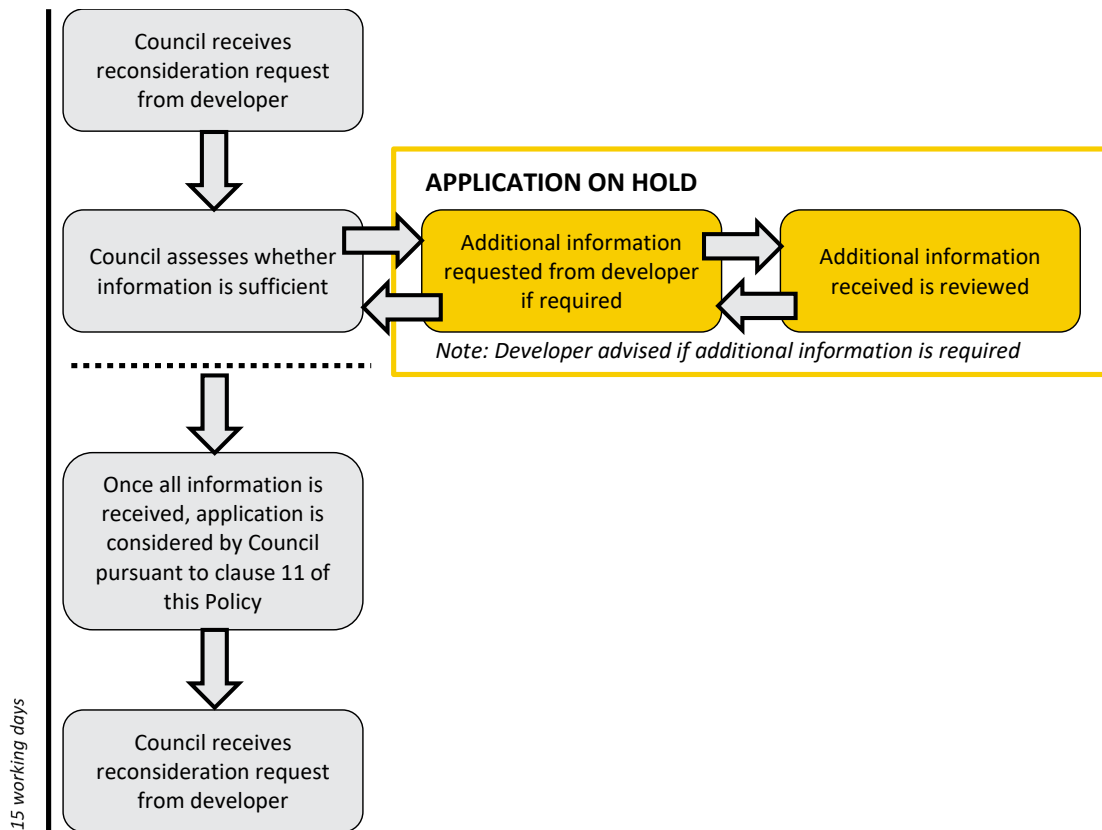 Council receives
reconsideration request
from developer
APPLICATION ON HOLD
Council assesses whether
information is sufficient
Additional information
requested from developer
if required
Additional information
received is reviewed
Note: Developer advised if additional information is required
Once all information is
received, application is
considered by Council
pursuant to clause 11 of
this Policy
Council receives
reconsideration request
from developer
15 working days